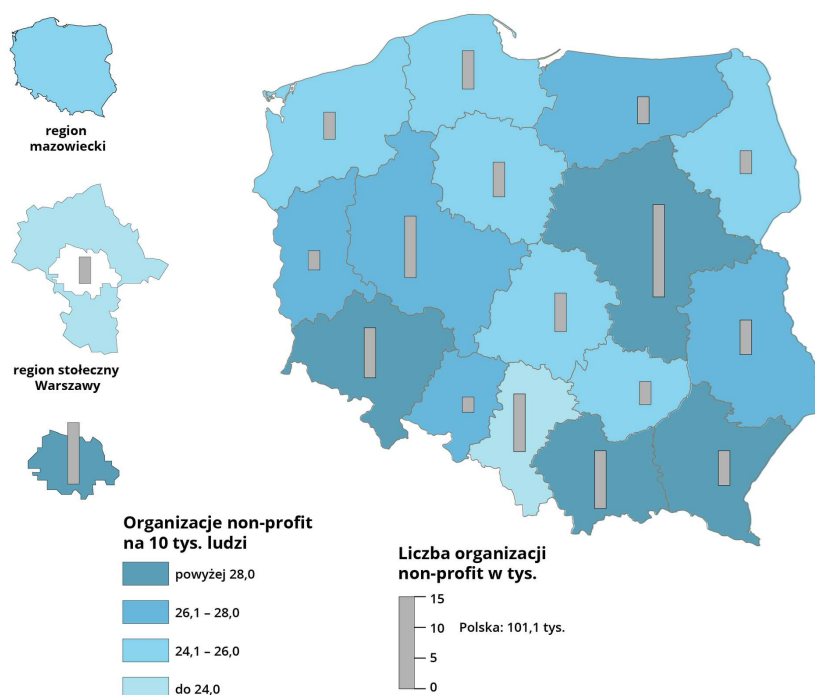 region
mazowiecki
region stołeczny
Warszawy
Organizacje non-profit
na 10 tys. ludzi
powyżej 28,0
26,1 – 28,0
24,1 – 26,0
do 24,0
Liczba organizacji
non-profit w tys.
15
10
Polska: 101,1 tys.
5
0